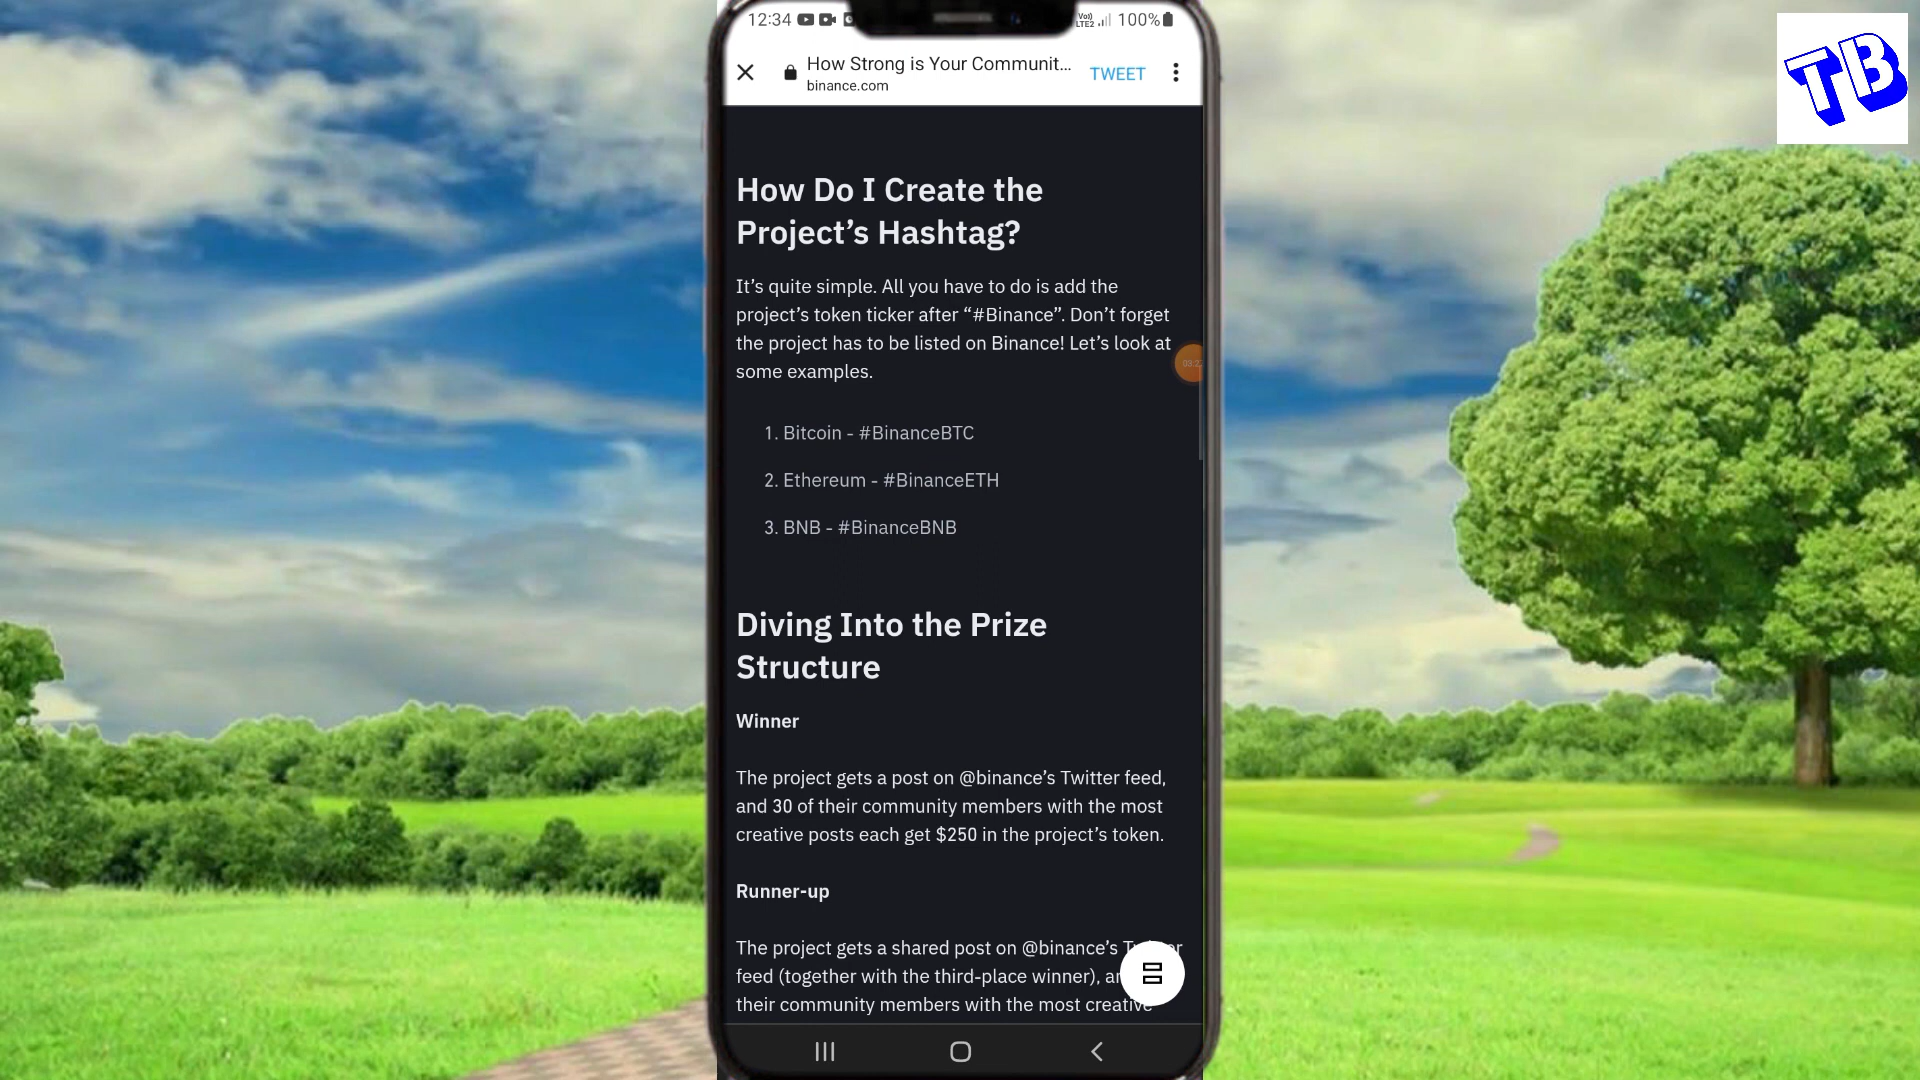 12:34
Vo))
LTE2
100%
How Strong is Your Communit...
binance.com
TWEET
TB
How Do I Create the
Project’s Hashtag?
It’s quite simple. All you have to do is add the
project’s token ticker after “#Binance”. Don’t forget
the project has to be listed on Binance! Let’s look at
some examples.
1. Bitcoin - #BinanceBTC
2. Ethereum - #BinanceETH
3. BNB - #BinanceBNB
Diving Into the Prize
Structure
Winner
The project gets a post on @binance’s Twitter feed,
and 30 of their community members with the most
creative posts each get $250 in the project’s token.
Runner-up
The project gets a shared post on @binance’s
feed (together with the third-place winner),
their community members with the most creative